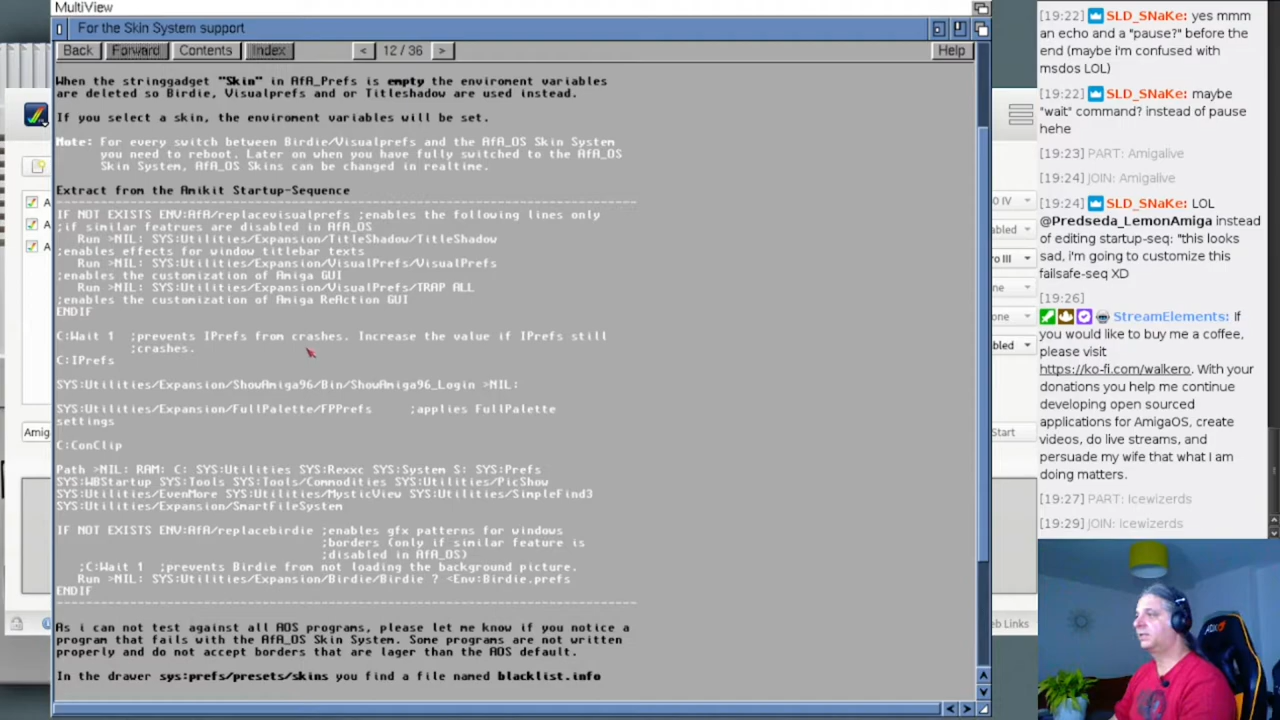 MultiView
For the Skin System support
Back
Forward
Contents
Index
<
12 / 36
>
Help
When the stringgadget "Skin" in AfA_Prefs is empty the enviroment variables
are deleted so Birdie, Visualprefs and or Titleshadow are used instead.
If you select a skin, the enviroment variables will be set.
Note: For every switch between Birdie/Visualprefs and the AfA_OS Skin System
you need to reboot. Later on when you have fully switched to the AfA_OS
Skin System, AfA_OS Skins can be changed in realtime.
Extract from the Amikit Startup-Sequence
IF NOT EXISTS ENV:AfA/replacevisualprefs ;enables the following lines only
;if similar featrues are disabled in AfA_OS
Run >NIL: SYS:Utilities/Expansion/TitleShadow/TitleShadow
;enables effects for window titlebar texts
Run >NIL: SYS:Utilities/Expansion/VisualPrefs/VisualPrefs
;enables the customization of Amiga GUI
Run >NIL: SYS:Utilities/Expansion/VisualPrefs/TRAP ALL
;enables the customization of Amiga ReAction GUI
ENDIF
C:Wait 1 ;prevents IPrefs from crashes. Increase the value if IPrefs still
;crashes.
C:IPrefs
SYS:Utilities/Expansion/ShowAmiga96/Bin/ShowAmiga96_Login >NIL:
SYS:Utilities/Expansion/FullPalette/FPPrefs ;applies FullPalette
settings
C:ConClip
Path >NIL: RAM: C: SYS:Utilities SYS:Rexxc SYS:System S: SYS:Prefs
SYS:WBStartup SYS:Tools SYS:Tools/Commodities SYS:Utilities/PicShow
SYS:Utilities/EvenMore SYS:Utilities/MysticView SYS:Utilities/SimpleFind3
SYS:Utilities/Expansion/SmartFileSystem
IF NOT EXISTS ENV:AfA/replacebirdie ;enables gfx patterns for windows
;borders (only if similar feature is
;disabled in AfA_OS)
;C:Wait 1 ;prevents Birdie from not loading the background picture.
Run >NIL: SYS:Utilities/Expansion/Birdie/Birdie ? <Env:Birdie.prefs
ENDIF
As i can not test against all AOS programs, please let me know if you notice a
program that fails with the AfA_OS Skin System. Some programs are not written
properly and do not accept borders that are lager than the AOS default.
In the drawer sys:prefs/presets/skins you find a file named blacklist.info
A
A
A
Amig
0 IV
abled
ro III
ne
one
bled
Start
eb Links
[19:22] SLD_SNaKe: yes mmm
an echo and a "pause?" before the
end (maybe i'm confused with
msdos LOL)
[19:22] SLD_SNaKe: maybe
"wait" command? instead of pause
hehe
[19:23] PART: Amigalive
[19:24] JOIN: Amigalive
[19:24] SLD_SNaKe: LOL
@Predseda_LemonAmiga instead
of editing startup-seq: "this looks
sad, i'm going to customize this
failsafe-seq XD
[19:26]
StreamElements: If
you would like to buy me a coffee,
please visit
https://ko-fi.com/walkero. With your
donations you help me continue
developing open sourced
applications for AmigaOS, create
videos, do live streams, and
persuade my wife that what I am
doing matters.
[19:27] PART: Icewizerds
[19:29] JOIN: Icewizerds